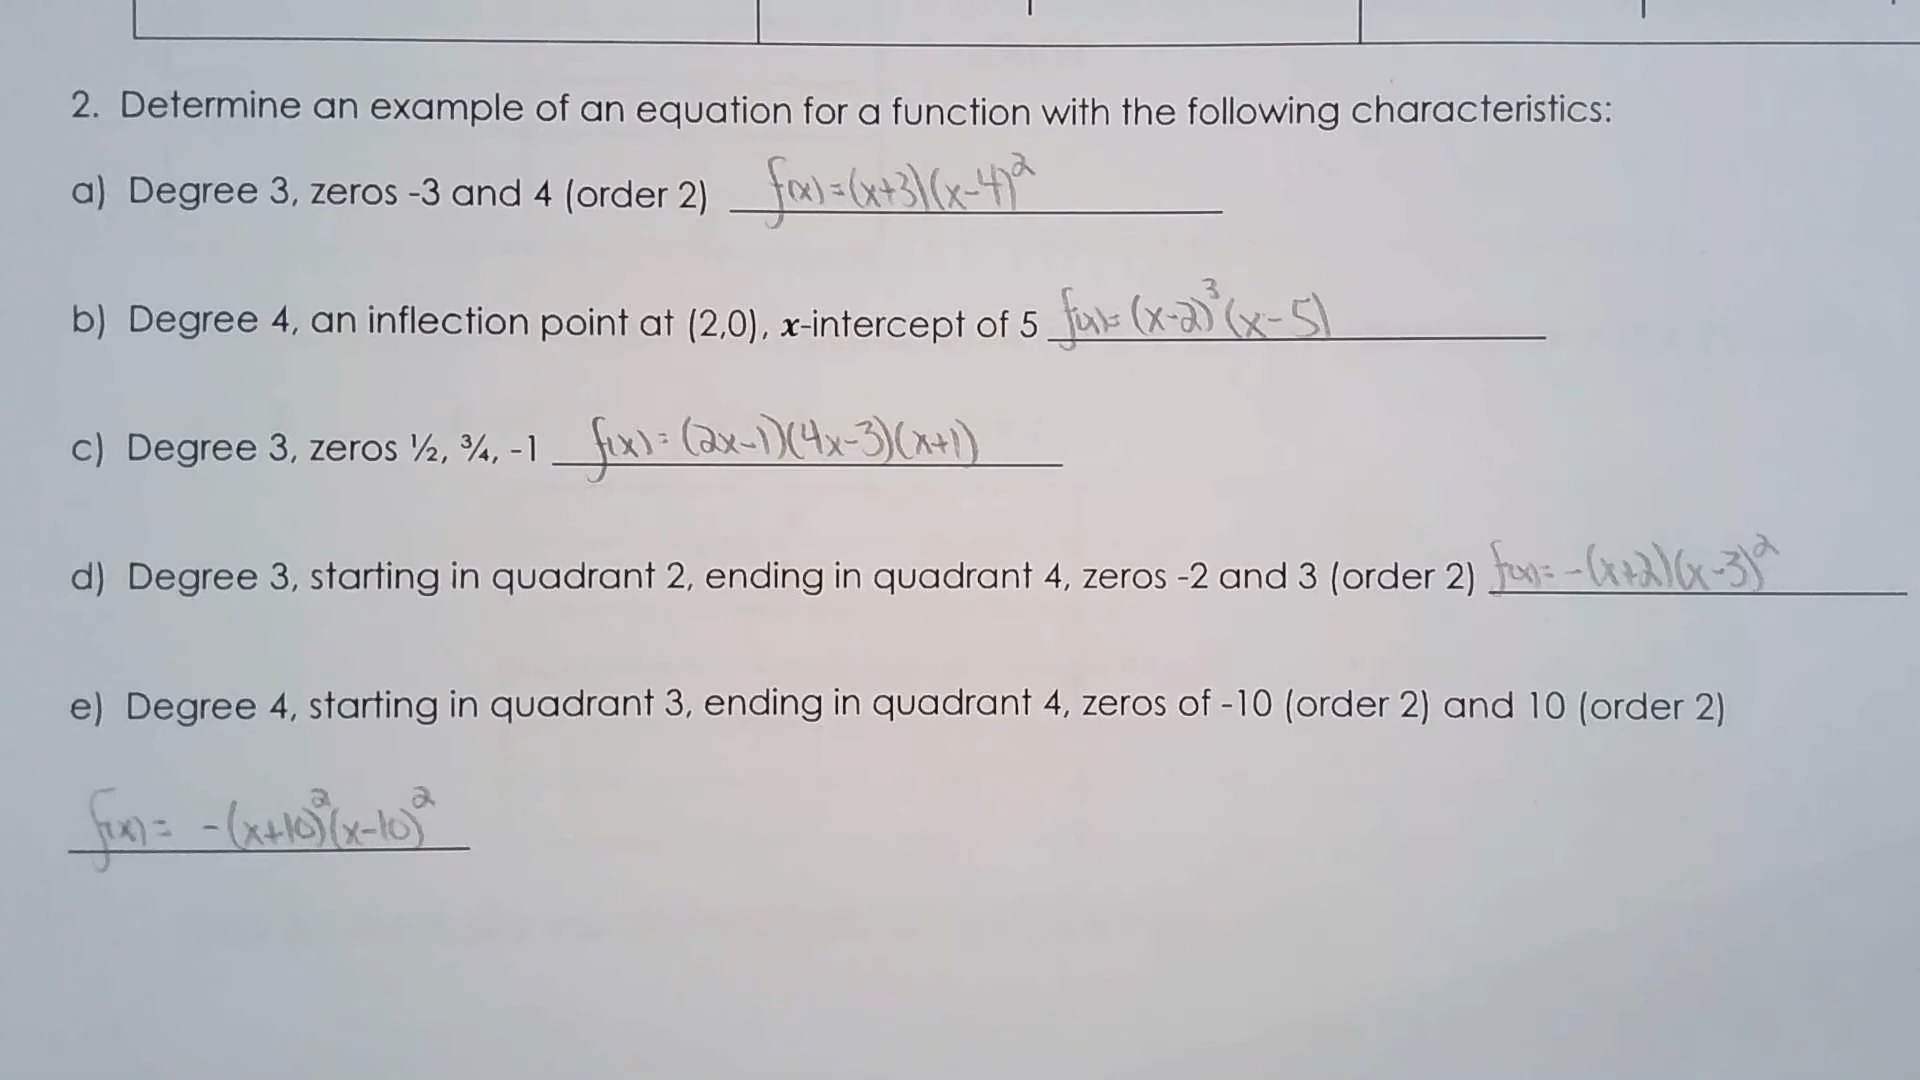 2. Determine an example of an equation for a function with the following characteristics:
a) Degree 3, zeros -3 and 4 (order 2) f(x)=(x+3)(x-4)²
b) Degree 4, an inflection point at (2,0), x-intercept of 5 f(x)= (x-2)³(x-5)
c) Degree 3, zeros ½, ¾, -1 f(x)= (2x-1)(4x-3)(x+1)
d) Degree 3, starting in quadrant 2, ending in quadrant 4, zeros -2 and 3 (order 2) f(x)= -(x+2)(x-3)²
e) Degree 4, starting in quadrant 3, ending in quadrant 4, zeros of -10 (order 2) and 10 (order 2)
f(x)= -(x+10)²(x-10)²